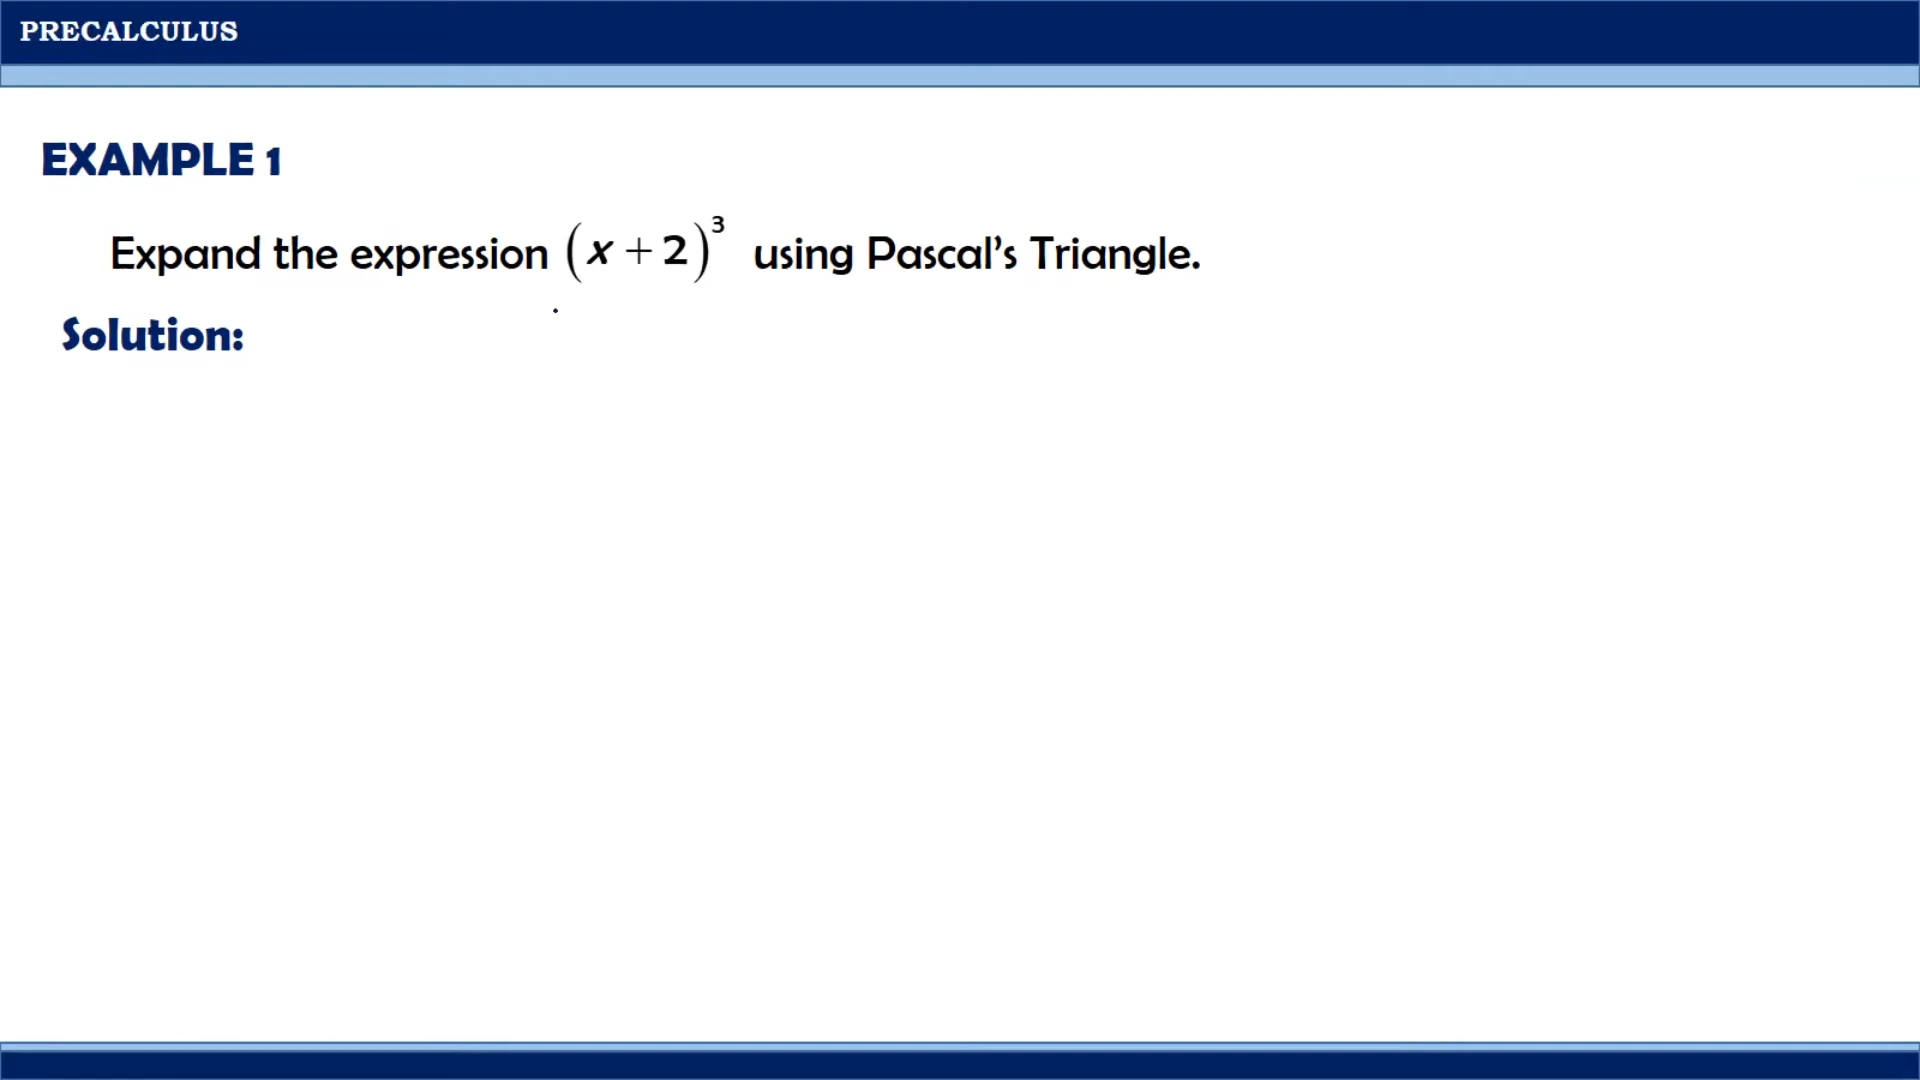 PRECALCULUS
EXAMPLE 1
Expand the expression (x + 2)³ using Pascal’s Triangle.
Solution: